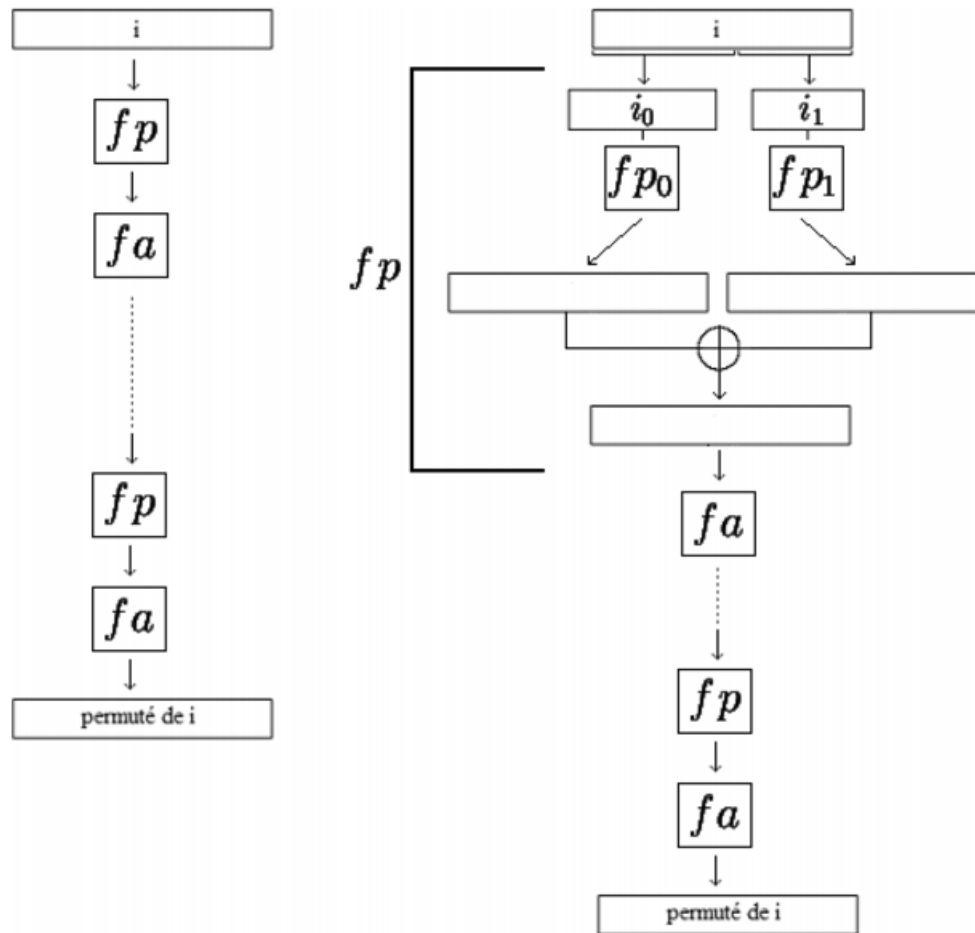 i
fp
fa
fp
fa
permuté de i
i
i₀ i₁
fp₀ fp₁
fp
fa
fp
fa
permuté de i